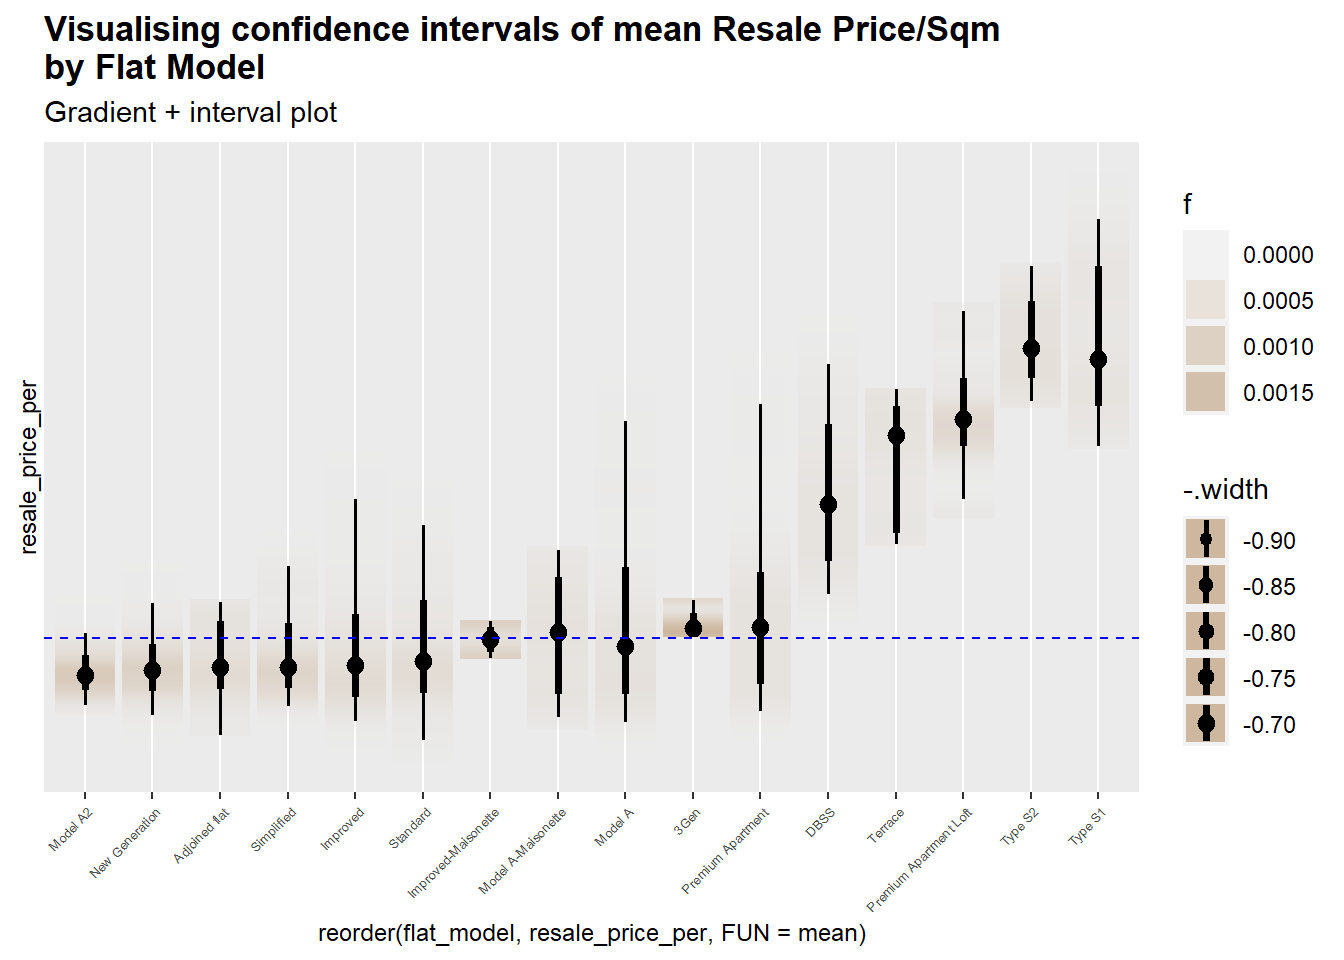 Visualising confidence intervals of mean Resale Price/Sqm
by Flat Model
Gradient + interval plot
resale_price_per
Model A2
New Generation
Adjoined flat
Simplified
Improved
Standard
Improved-Maisonette
Model A-Maisonette
Model A
3Gen
Premium Apartment
DBSS
Terrace
Premium Apartment Loft
Type S2
Type S1
reorder(flat_model, resale_price_per, FUN = mean)
f
0.0000
0.0005
0.0010
0.0015
-.width
-0.90
-0.85
-0.80
-0.75
-0.70